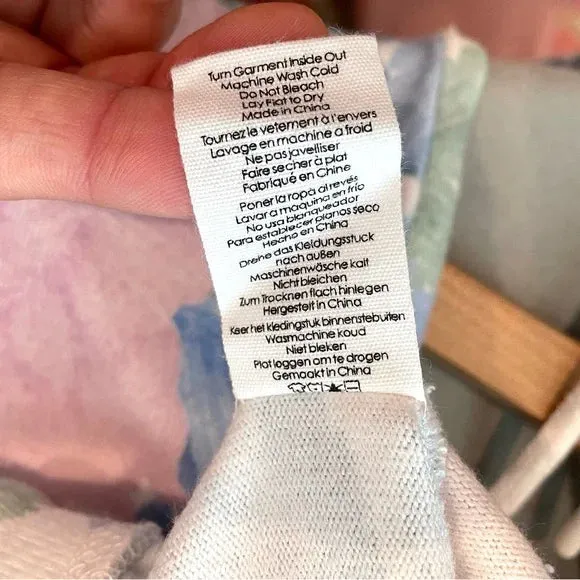 Turn Garment Inside Out
Machine Wash Cold
Do Not Bleach
Lay Flat to Dry
Made in China
Tournez le vetement à l'envers
Lavage en machine a froid
Ne pas javelliser
Faire secher à plat
Fabriqué en Chine
Poner la ropa al revés
Lavar a maquina en frío
No usa blanqueador
Para establecer planos seco
Hecho en China
Drehe das Kleidungsstuck
nach außen
Maschinenwäsche kalt
Nicht bleichen
Zum Trocknen flach hinlegen
Hergestellt in China
Keer het kledingstuk binnenstebuiten
Wasmachine koud
Niet bleken
Plat loggen om te drogen
Gemaakt in China